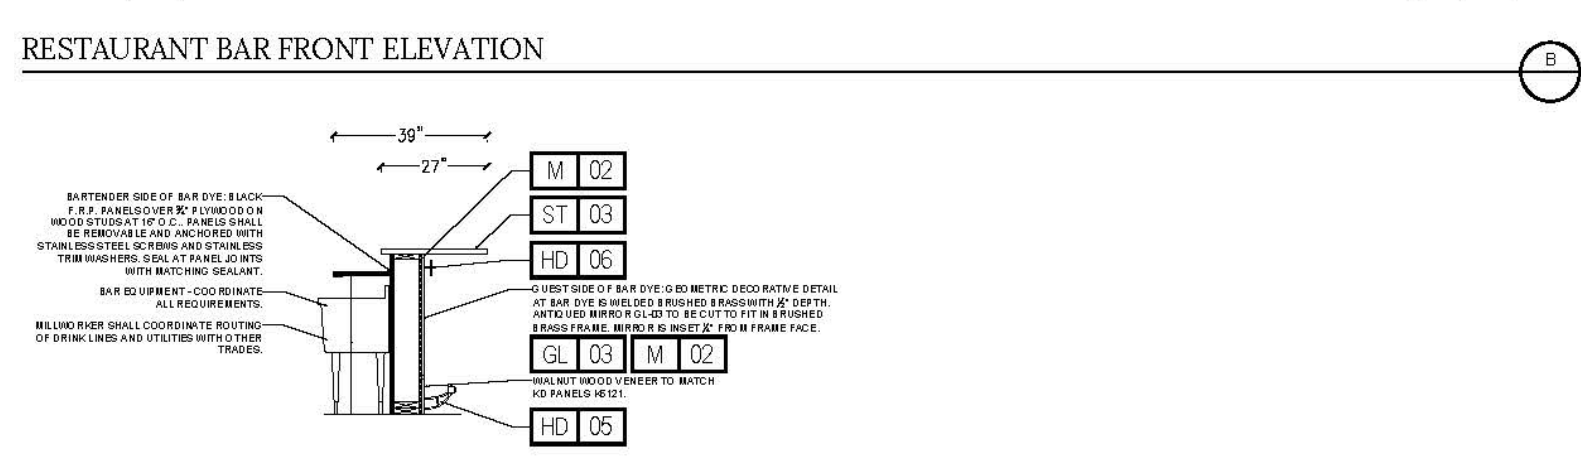 RESTAURANT BAR FRONT ELEVATION
B
39"
27"
M 02
ST 03
HD 06
BARTENDER SIDE OF BAR DYE: BLACK
F.R.P. PANELS OVER ¾" PLYWOOD ON
WOOD STUDS AT 16" O.C.. PANELS SHALL
BE REMOVABLE AND ANCHORED WITH
STAINLESS STEEL SCREWS AND STAINLESS
TRIM WASHERS. SEAL AT PANEL JOINTS
WITH MATCHING SEALANT.
BAR EQUIPMENT - COORDINATE
ALL REQUIREMENTS.
MILLWORKER SHALL COORDINATE ROUTING
OF DRINK LINES AND UTILITIES WITH OTHER
TRADES.
GUEST SIDE OF BAR DYE: GEOMETRIC DECORATIVE DETAIL
AT BAR DYE IS WELDED BRUSHED BRASS WITH ½" DEPTH.
ANTIQUED MIRROR GL-03 TO BE CUT TO FIT IN BRUSHED
BRASS FRAME. MIRROR IS INSET ¼" FROM FRAME FACE.
GL 03 M 02
WALNUT WOOD VENEER TO MATCH
KD PANELS K6121.
HD 05